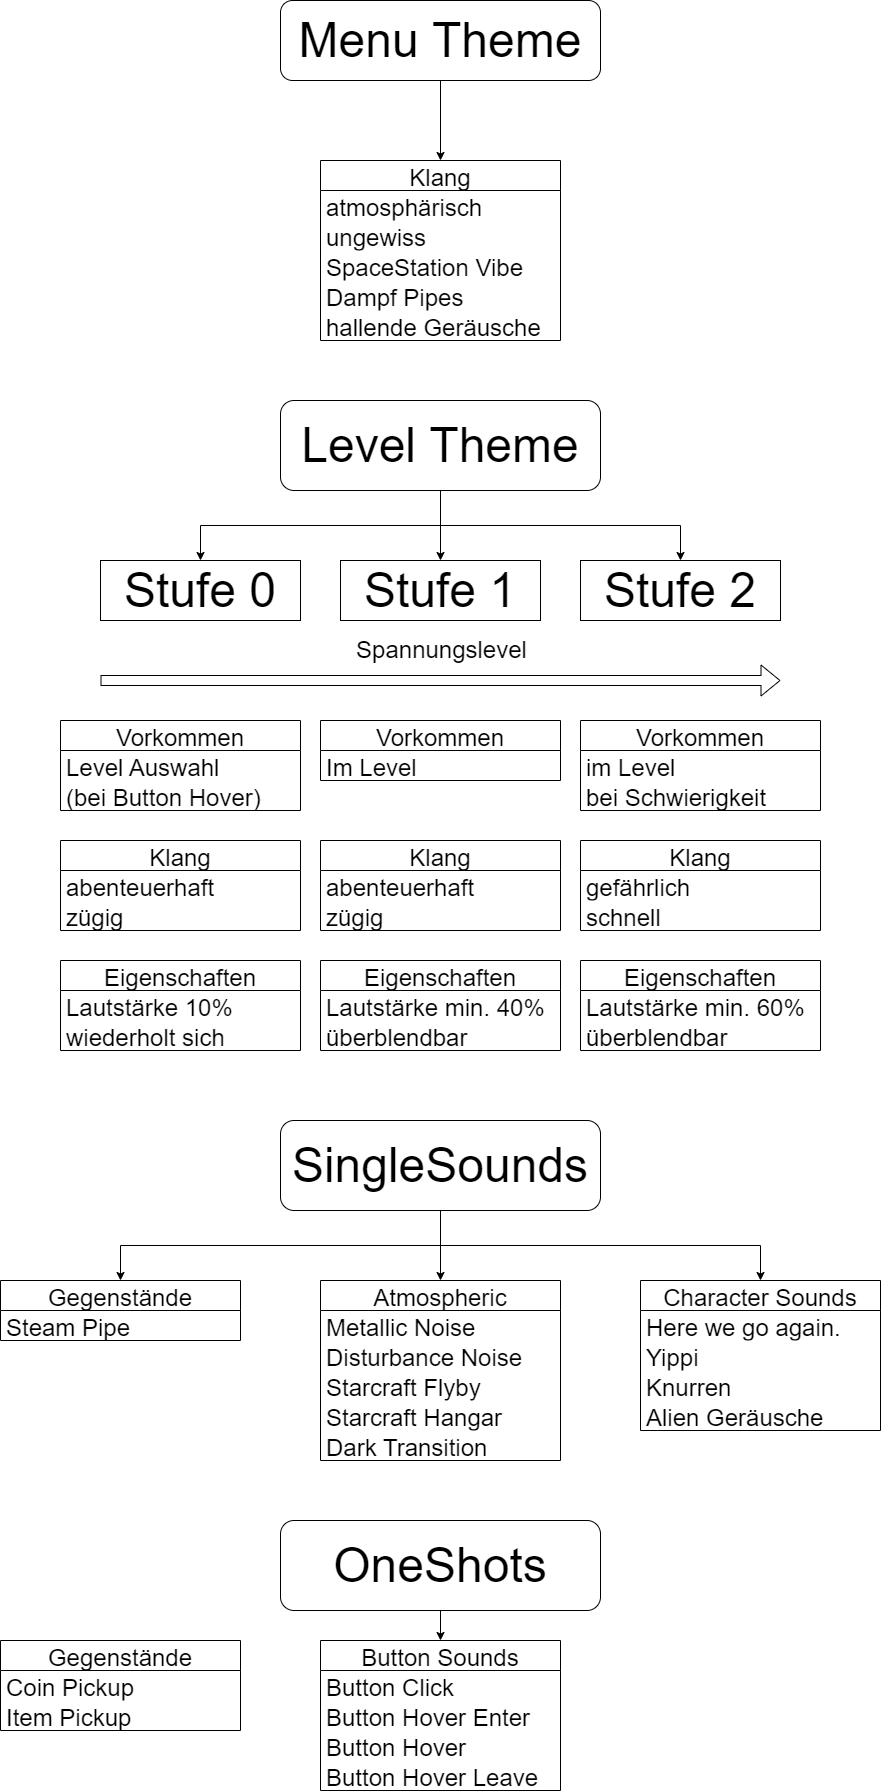 Menu Theme
Klang
atmosphärisch
ungewiss
SpaceStation Vibe
Dampf Pipes
hallende Geräusche
Level Theme
Stufe 0
Stufe 1
Stufe 2
Spannungslevel
Vorkommen
Level Auswahl
(bei Button Hover)
Vorkommen
Im Level
Vorkommen
im Level
bei Schwierigkeit
Klang
abenteuerhaft
zügig
Klang
abenteuerhaft
zügig
Klang
gefährlich
schnell
Eigenschaften
Lautstärke 10%
wiederholt sich
Eigenschaften
Lautstärke min. 40%
überblendbar
Eigenschaften
Lautstärke min. 60%
überblendbar
SingleSounds
Gegenstände
Steam Pipe
Atmospheric
Metallic Noise
Disturbance Noise
Starcraft Flyby
Starcraft Hangar
Dark Transition
Character Sounds
Here we go again.
Yippi
Knurren
Alien Geräusche
OneShots
Gegenstände
Coin Pickup
Item Pickup
Button Sounds
Button Click
Button Hover Enter
Button Hover
Button Hover Leave